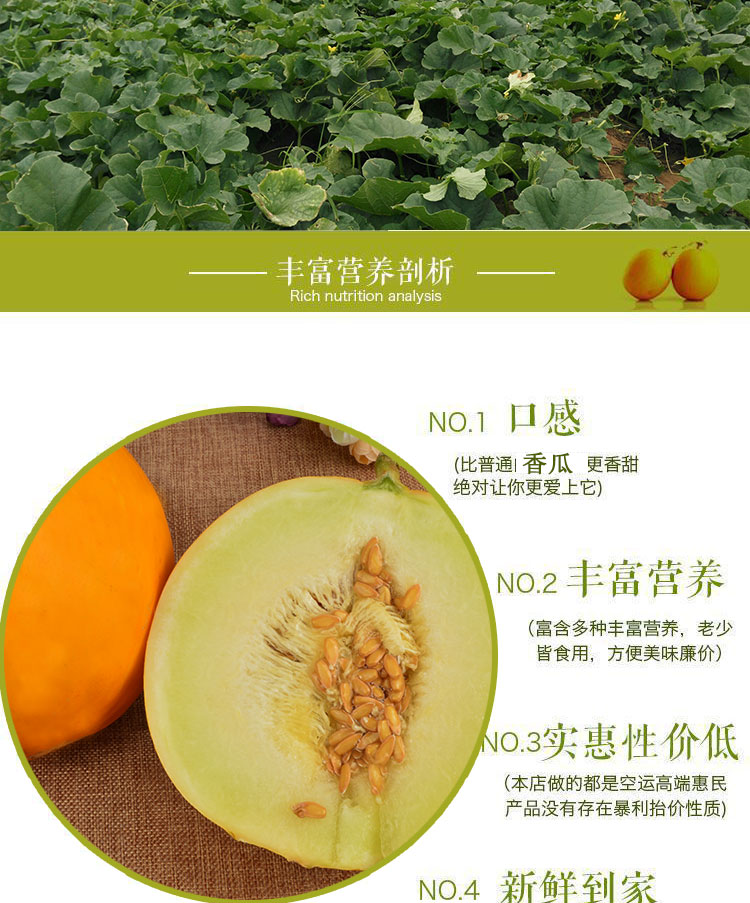 丰富营养剖析
Rich nutrition analysis
NO.1 口感
(比普通 香瓜 更香甜
绝对让你更爱上它)
NO.2 丰富营养
（富含多种丰富营养，老少
皆食用，方便美味廉价）
NO.3实惠性价低
（本店做的都是空运高端惠民
产品没有存在暴利抬价性质)
NO.4 新鲜到家